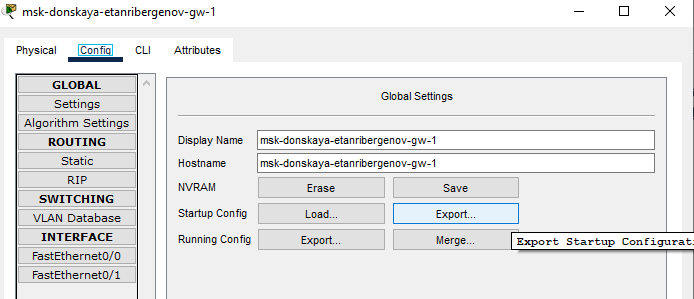 msk-donskaya-etanribergenov-gw-1
Physical Config CLI Attributes
GLOBAL
Settings
Algorithm Settings
ROUTING
Static
RIP
SWITCHING
VLAN Database
INTERFACE
FastEthernet0/0
FastEthernet0/1
Global Settings
Display Name msk-donskaya-etanribergenov-gw-1
Hostname msk-donskaya-etanribergenov-gw-1
NVRAM Erase Save
Startup Config Load... Export...
Running Config Export... Merge...
Export Startup Configurati